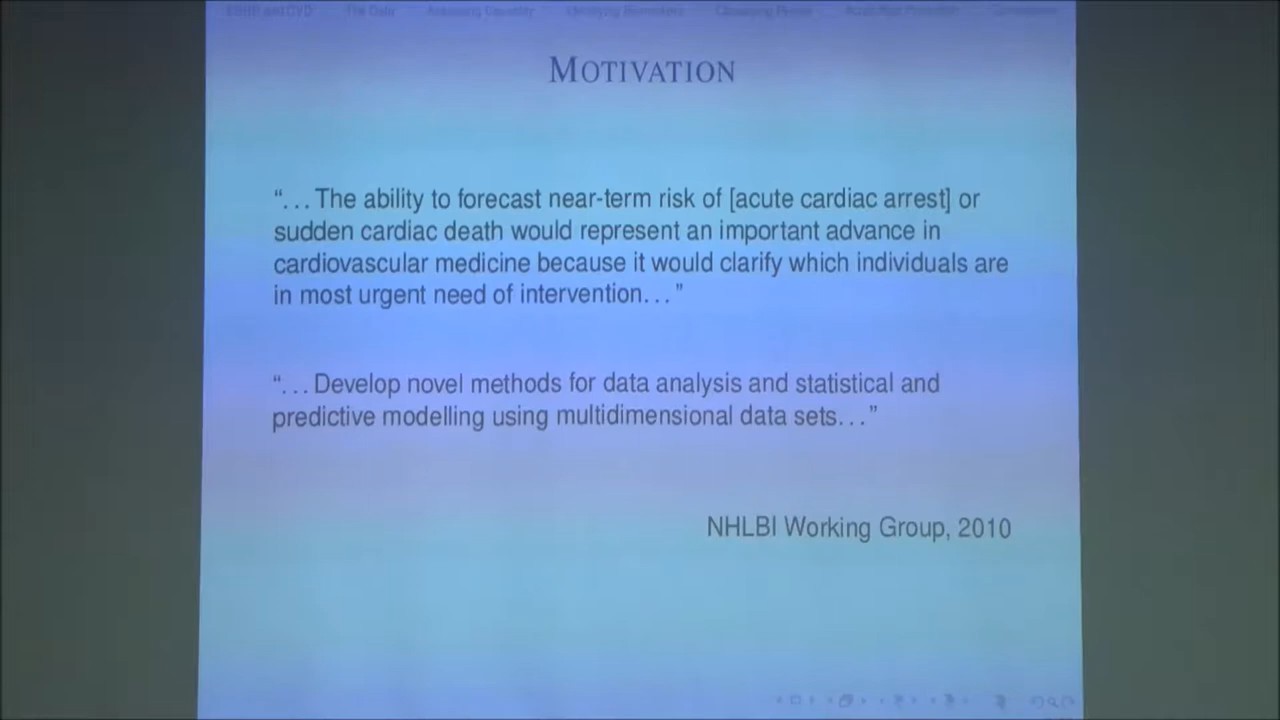 The Data
MOTIVATION
“... The ability to forecast near-term risk of [acute cardiac arrest] or
sudden cardiac death would represent an important advance in
cardiovascular medicine because it would clarify which individuals are
in most urgent need of intervention... ”
“... Develop novel methods for data analysis and statistical and
predictive modelling using multidimensional data sets... ”
NHLBI Working Group, 2010